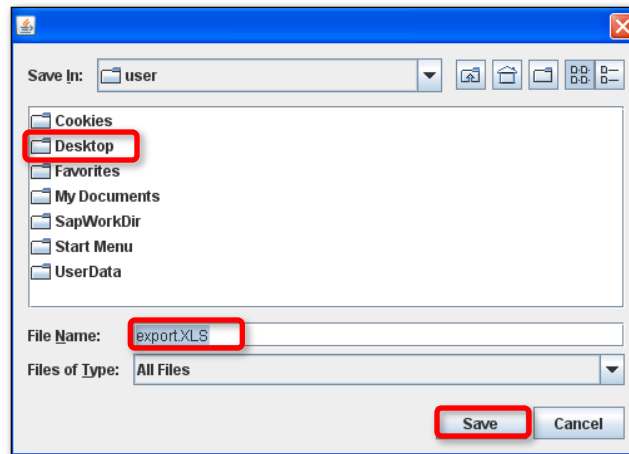 Save In: user
Cookies
Desktop
Favorites
My Documents
SapWorkDir
Start Menu
UserData
File Name: export.XLS
Files of Type: All Files
Save Cancel